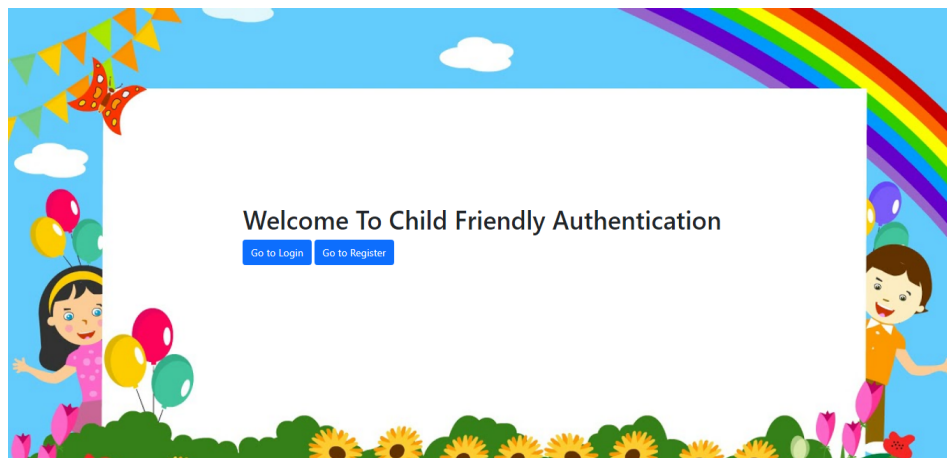 Welcome To Child Friendly Authentication
Go to Login Go to Register